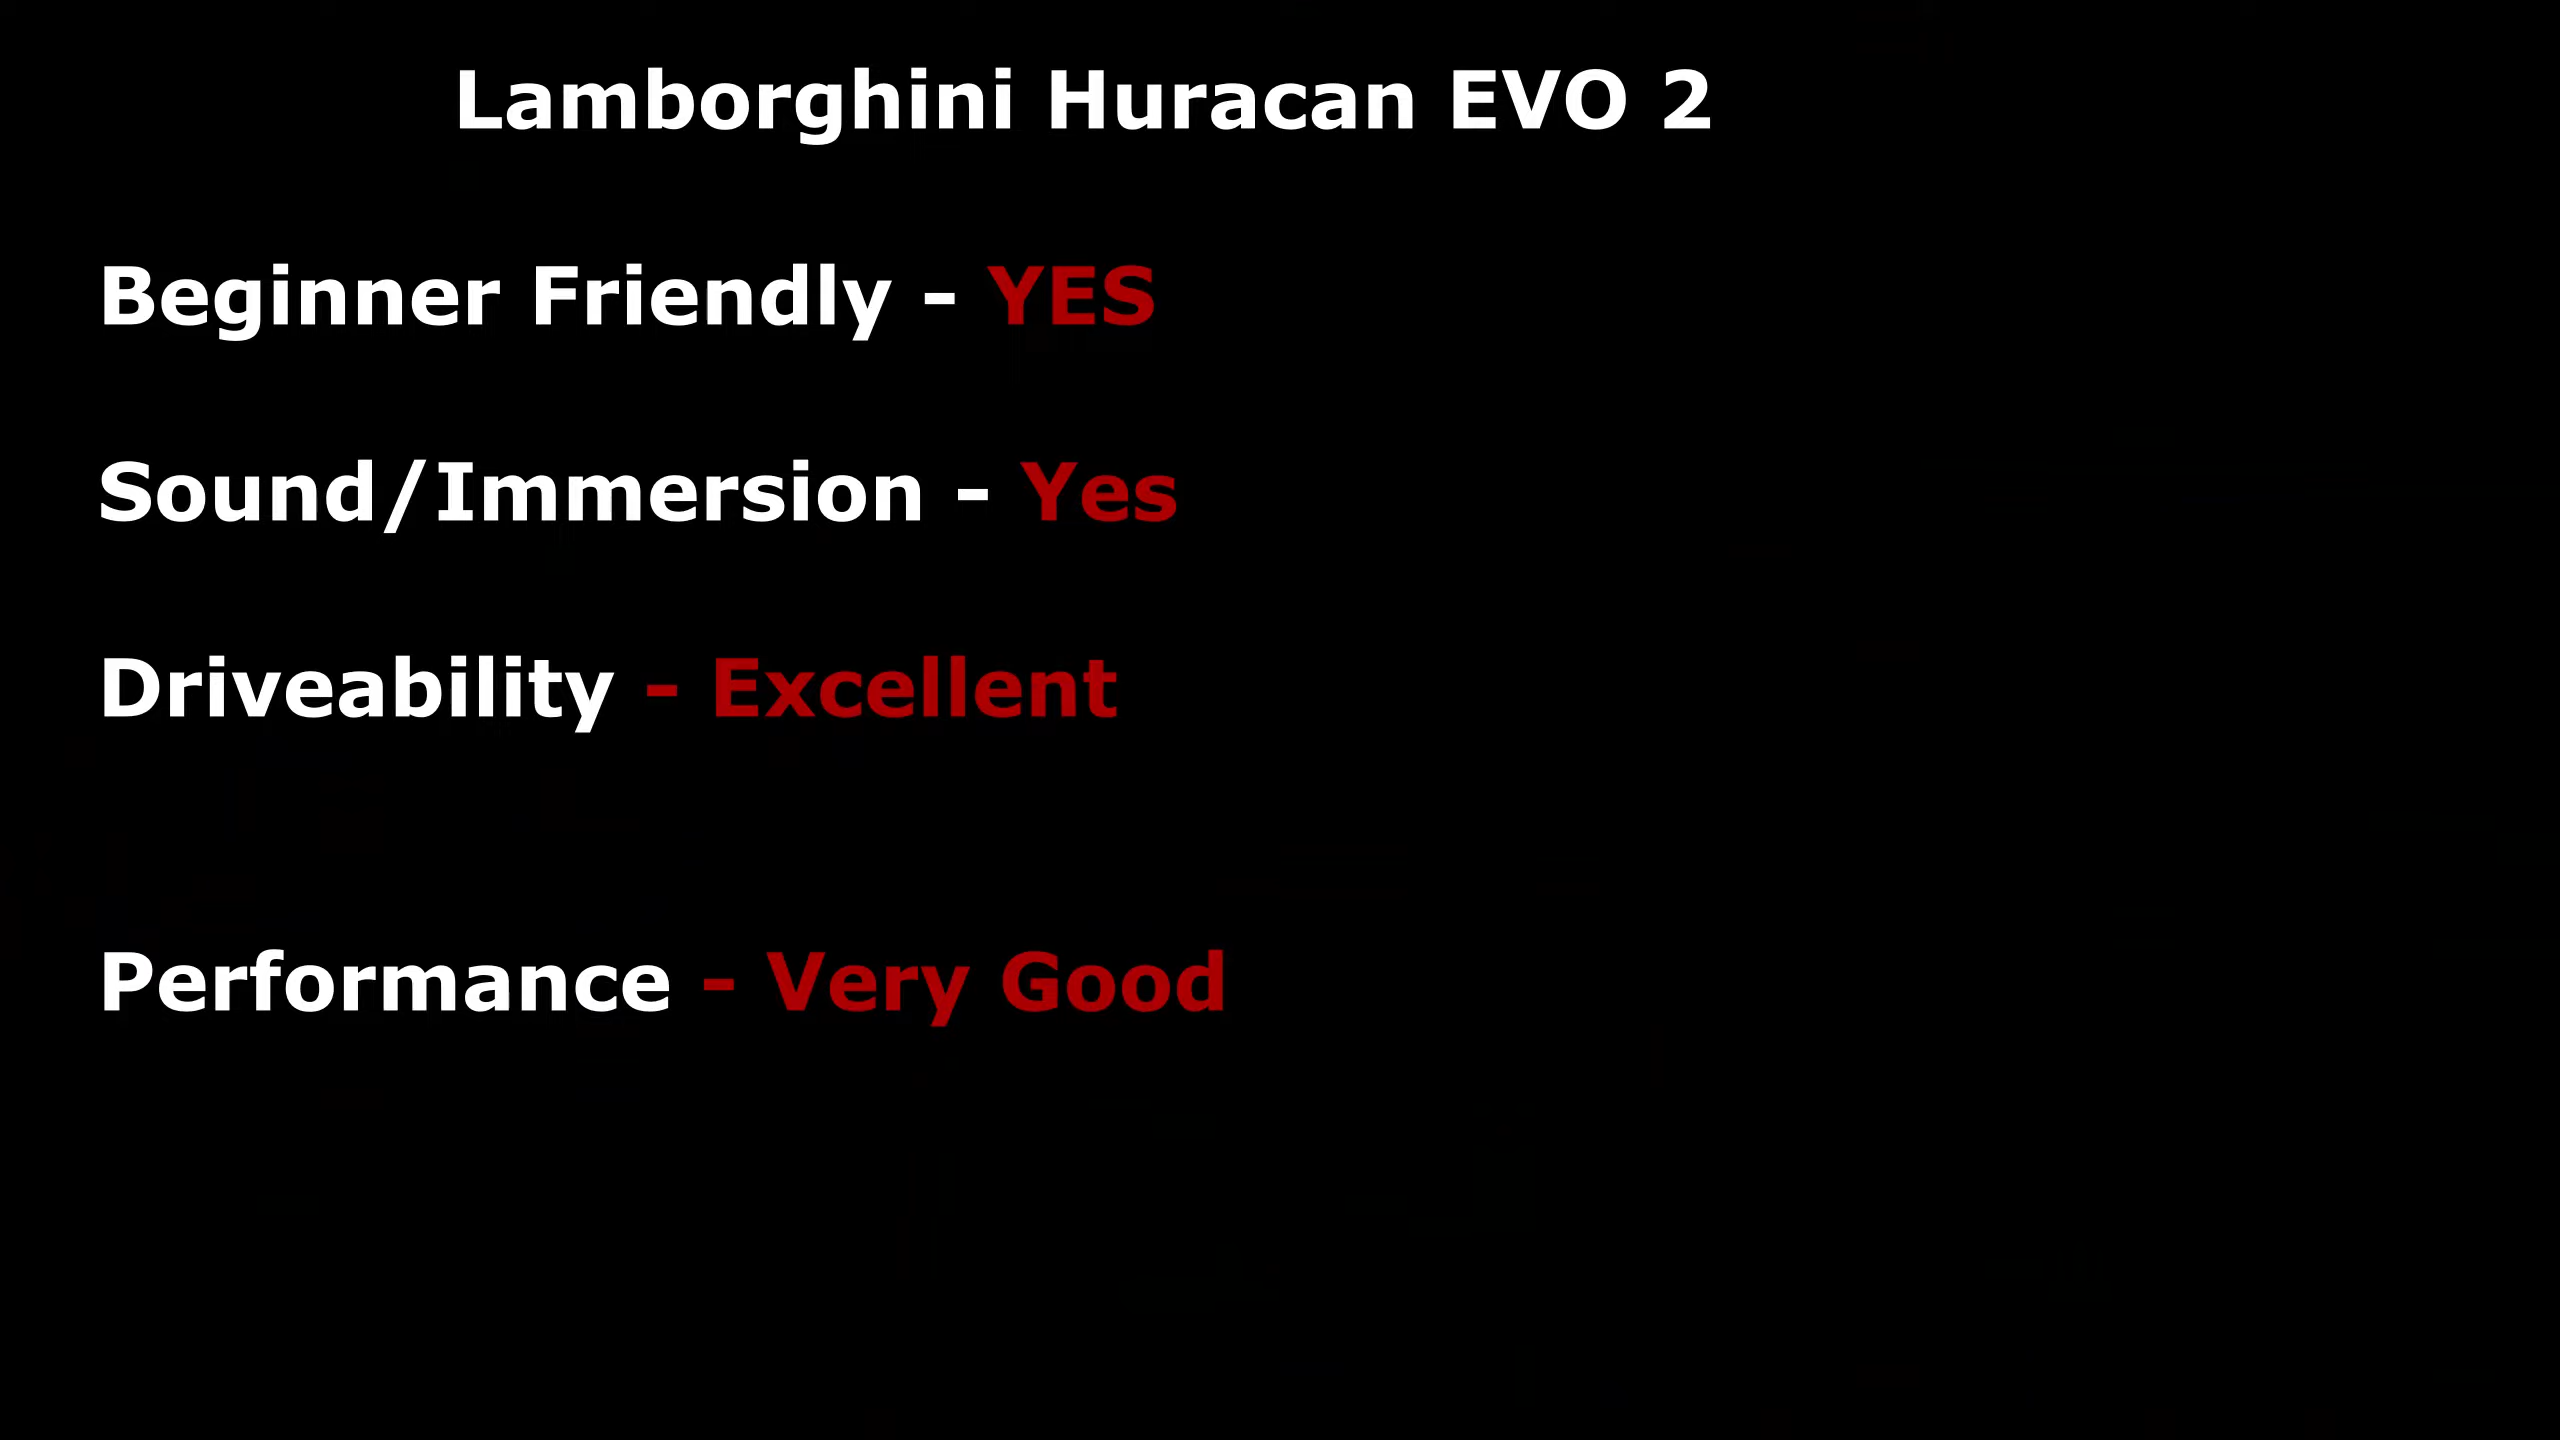 Lamborghini Huracan EVO 2
Beginner Friendly - YES
Sound/Immersion - Yes
Driveability - Excellent
Performance - Very Good